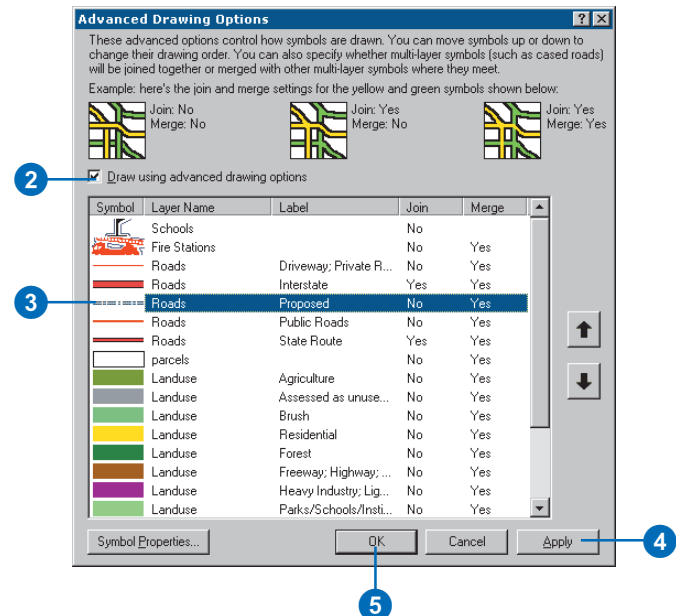 Advanced Drawing Options
These advanced options control how symbols are drawn. You can move symbols up or down to
change their drawing order. You can also specify whether multi-layer symbols (such as cased roads)
will be joined together or merged with other multi-layer symbols where they meet.
Example: here's the join and merge settings for the yellow and green symbols shown below:
Join: No
Merge: No
Join: Yes
Merge: No
Join: Yes
Merge: Yes
2
Draw using advanced drawing options
Symbol Layer Name Label Join Merge
Schools No
Fire Stations No Yes
Roads Driveway; Private R... No Yes
Roads Interstate Yes Yes
3 Roads Proposed No Yes
Roads Public Roads No Yes
Roads State Route Yes Yes
parcels No Yes
Landuse Agriculture No Yes
Landuse Assessed as unuse... No Yes
Landuse Brush No Yes
Landuse Residential No Yes
Landuse Forest No Yes
Landuse Freeway; Highway; ... No Yes
Landuse Heavy Industry; Lig... No Yes
Landuse Parks/Schools/Insti... No Yes
Symbol Properties... OK Cancel Apply 4
5